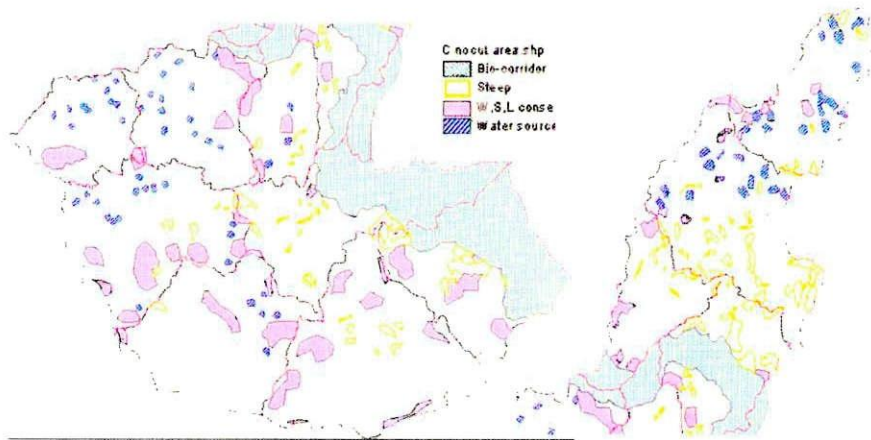 C nocut area shp
Bio-corridor
Steep
W,S,L conse
Water source